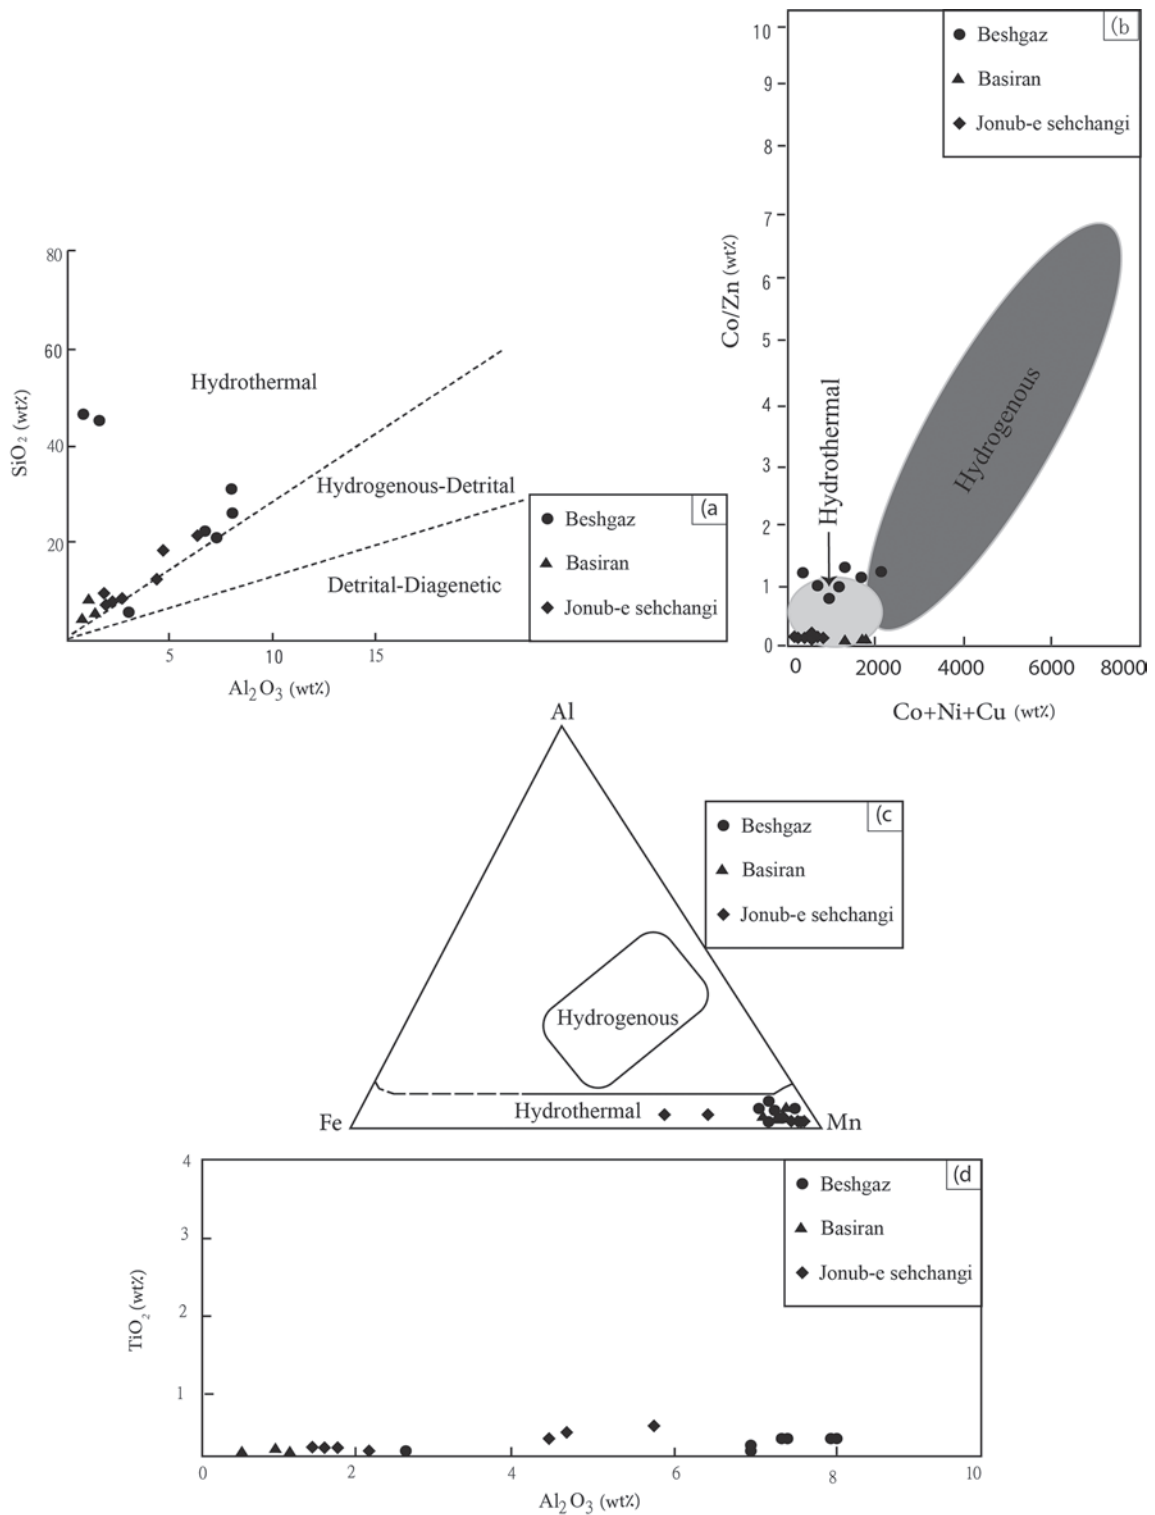 80
60
40
20
SiO₂ (wt%)
Hydrothermal
Hydrogenous-Detrital
Detrital-Diagenetic
5
10
15
Al₂O₃ (wt%)
(a
Beshgaz
Basiran
Jonub-e sehchangi
(b
Beshgaz
Basiran
Jonub-e sehchangi
10
9
8
7
6
5
4
3
2
1
0
Co/Zn (wt%)
Hydrothermal
Hydrogenous
0
2000
4000
6000
8000
Co+Ni+Cu (wt%)
Al
(c
Beshgaz
Basiran
Jonub-e sehchangi
Hydrogenous
Hydrothermal
Fe
Mn
4
3
2
1
TiO₂ (wt%)
(d
Beshgaz
Basiran
Jonub-e sehchangi
0
2
4
6
8
10
Al₂O₃ (wt%)